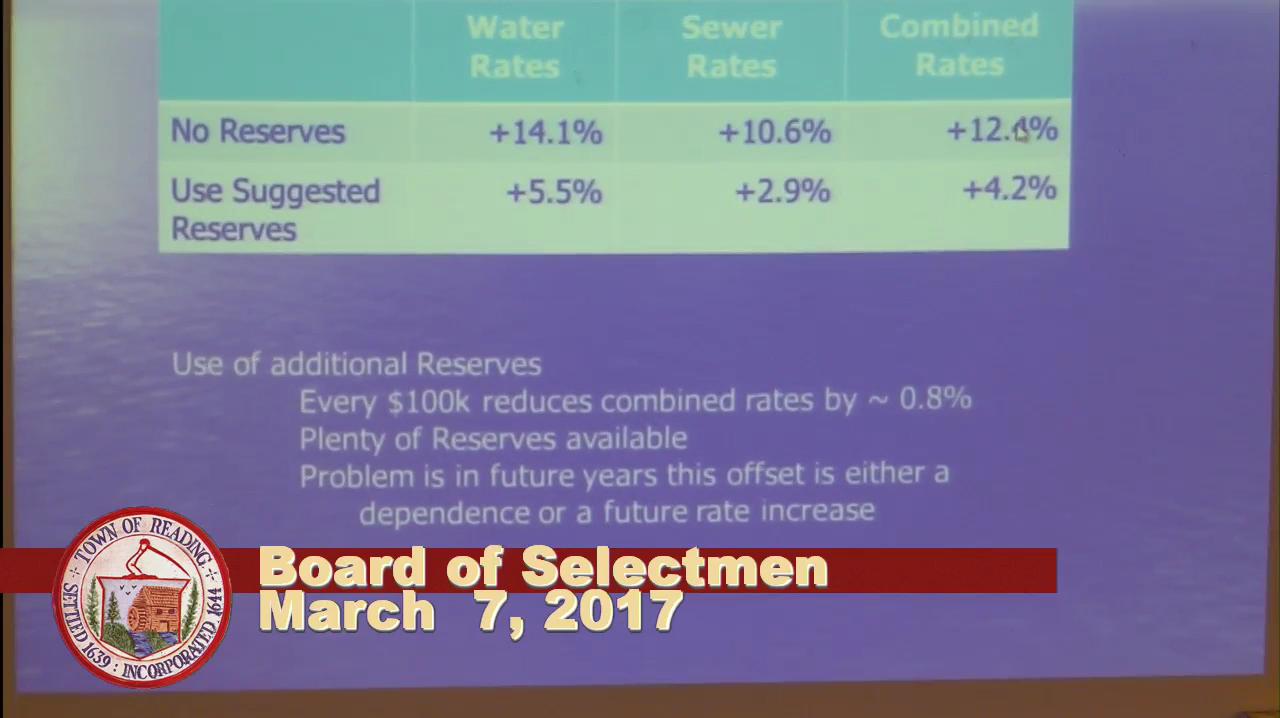 Water Rates
Sewer Rates
Combined Rates
No Reserves +14.1% +10.6% +12.4%
Use Suggested Reserves +5.5% +2.9% +4.2%
Use of additional Reserves
Every $100k reduces combined rates by ~ 0.8%
Plenty of Reserves available
Problem is in future years this offset is either a
dependence or a future rate increase
TOWN OF READING
SETTLED 1639 : INCORPORATED 1644
Board of Selectmen
March 7, 2017